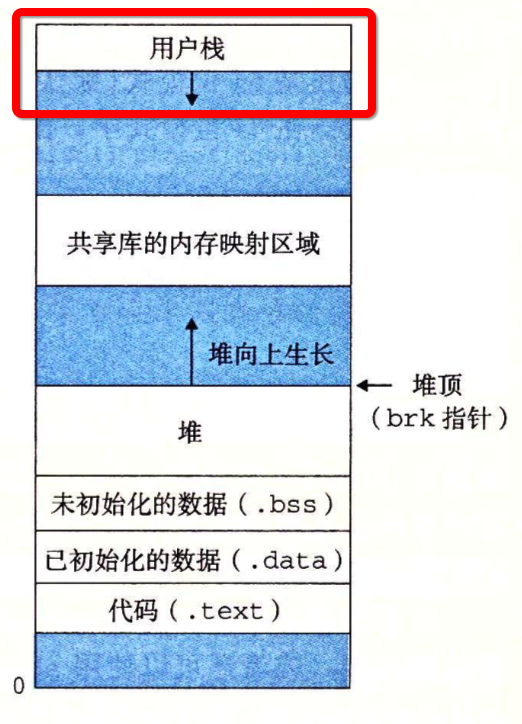 用户栈
共享库的内存映射区域
堆向上生长
堆顶
(brk 指针)
堆
未初始化的数据(.bss)
已初始化的数据(.data)
代码(.text)
0